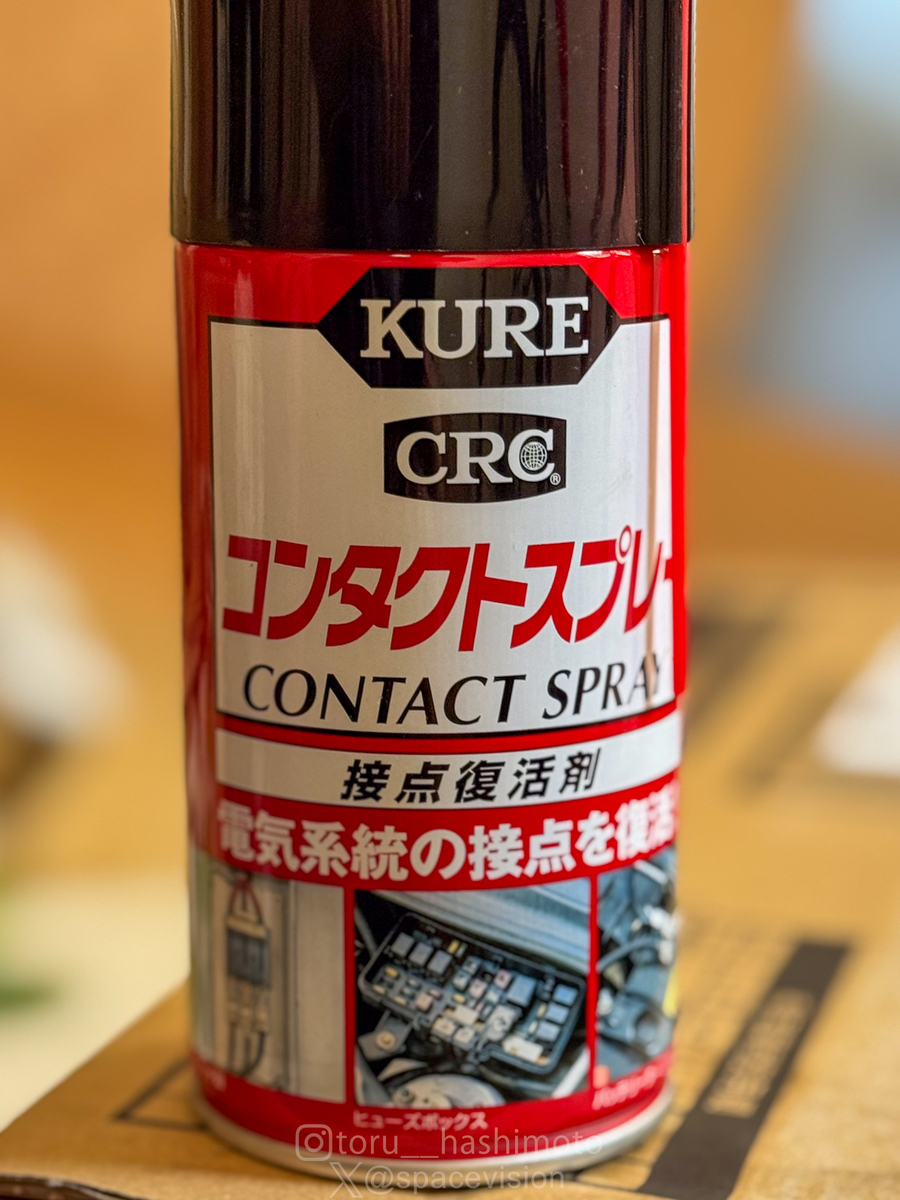 KURE
CRC®
コンタクトスプレー
CONTACT SPRAY
接点復活剤
電気系統の接点を復活
ヒューズボックス
toru__hashimoto
X@spacevision